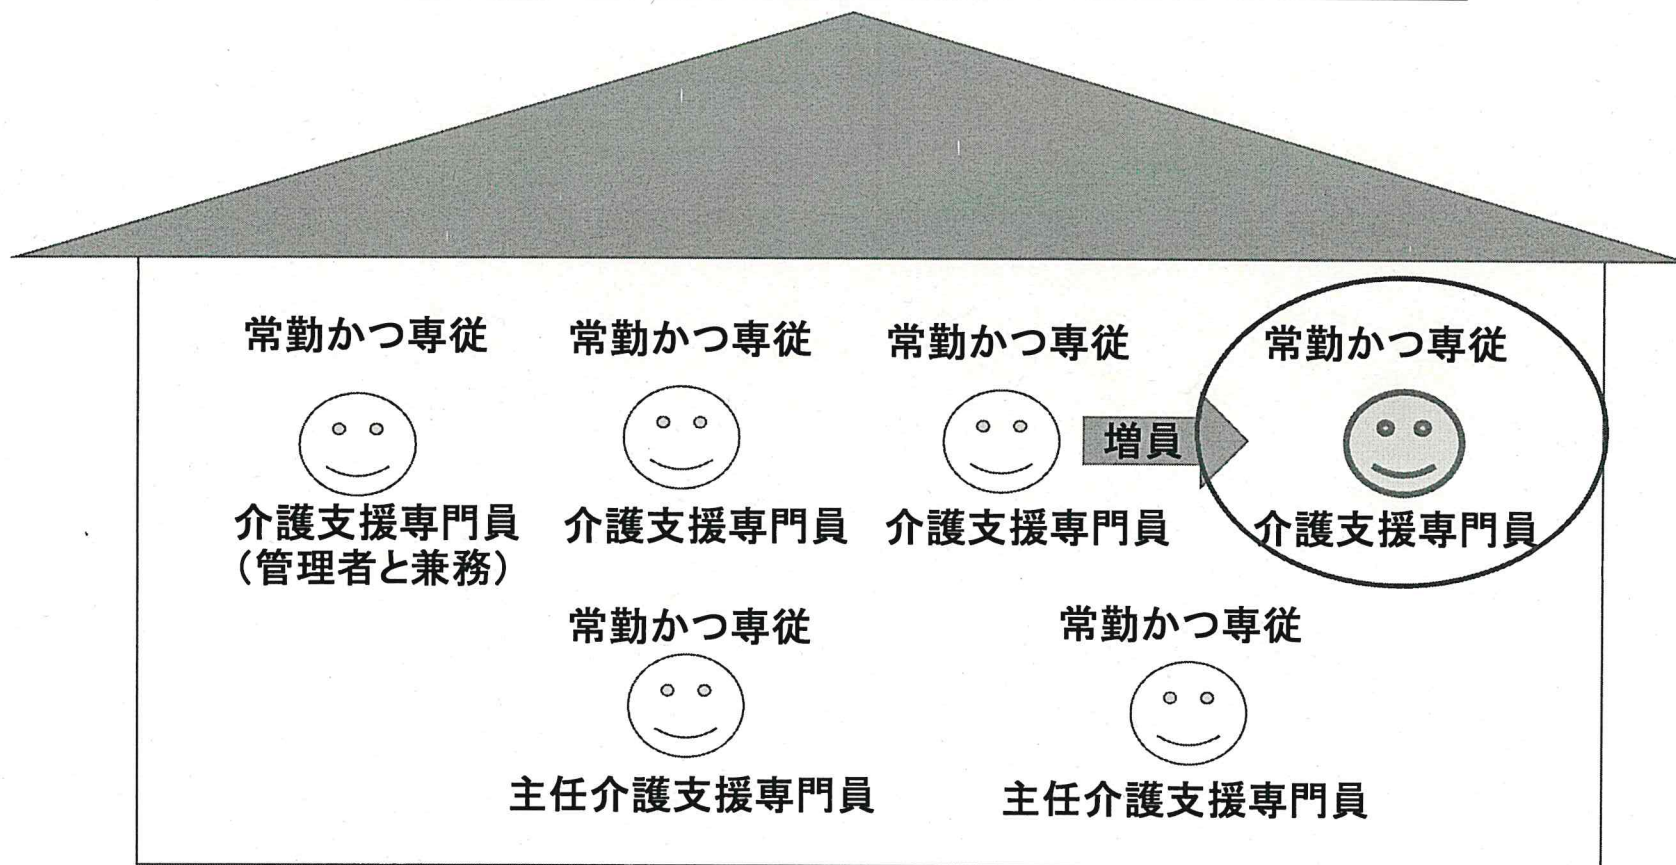 常勤かつ専従
常勤かつ専従
常勤かつ専従
常勤かつ専従
増員
介護支援専門員
(管理者と兼務)
介護支援専門員
介護支援専門員
介護支援専門員
常勤かつ専従
常勤かつ専従
主任介護支援専門員
主任介護支援専門員